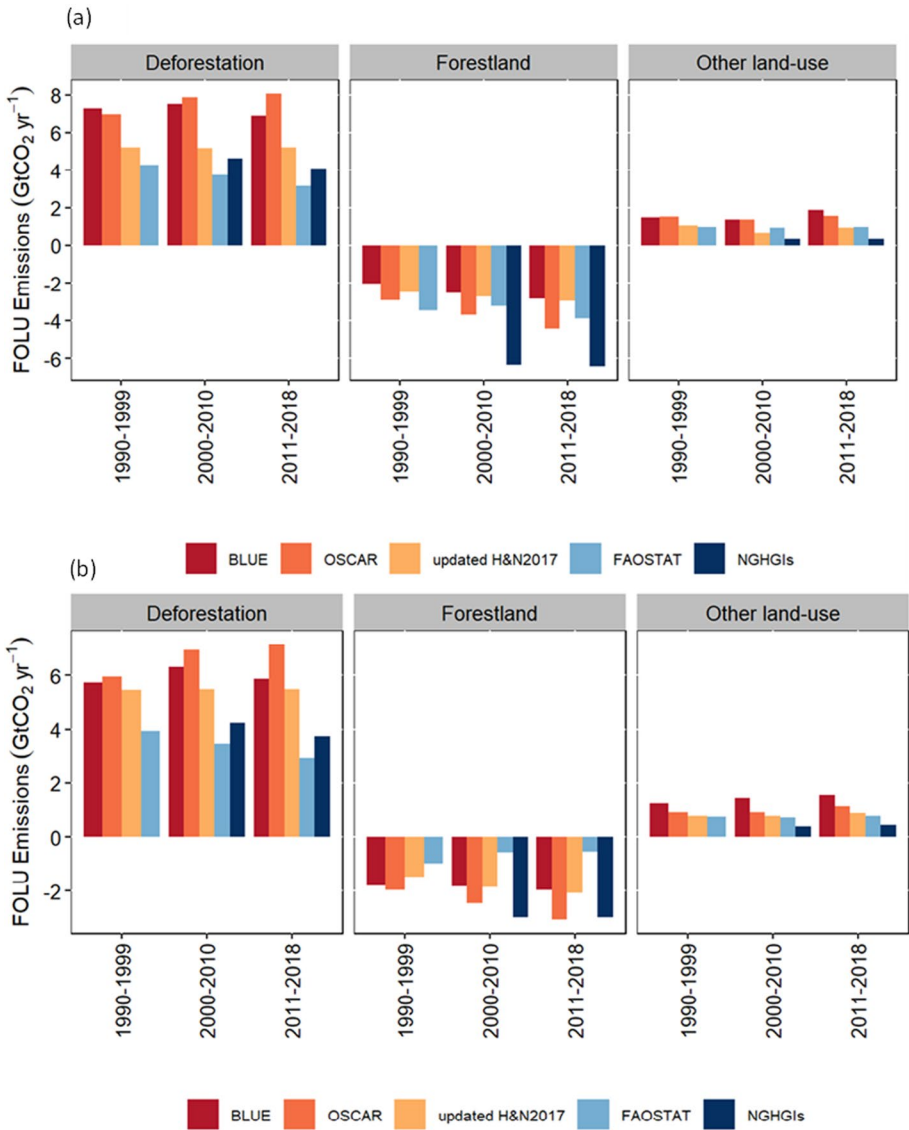 (a)
Deforestation Forestland Other land-use
FOLU Emissions (GtCO₂ yr⁻¹)
8
6
4
2
0
-2
-4
-6
1990-1999 2000-2010 2011-2018 1990-1999 2000-2010 2011-2018 1990-1999 2000-2010 2011-2018
BLUE OSCAR updated H&N2017 FAOSTAT NGHGIs
(b)
Deforestation Forestland Other land-use
FOLU Emissions (GtCO₂ yr⁻¹)
6
4
2
0
-2
1990-1999 2000-2010 2011-2018 1990-1999 2000-2010 2011-2018 1990-1999 2000-2010 2011-2018
BLUE OSCAR updated H&N2017 FAOSTAT NGHGIs